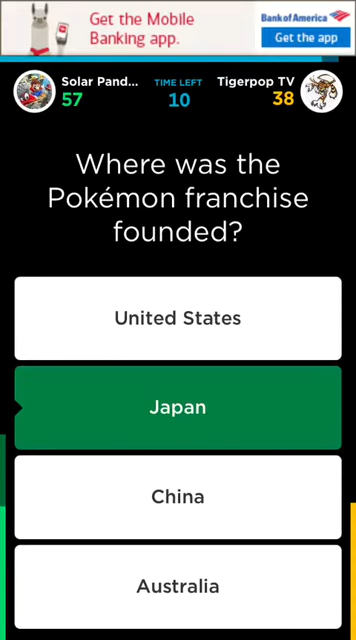 Get the Mobile
Banking app.
Bank of America
Get the app
Solar Pand... TIME LEFT Tigerpop TV
57 10 38
Where was the
Pokémon franchise
founded?
United States
Japan
China
Australia